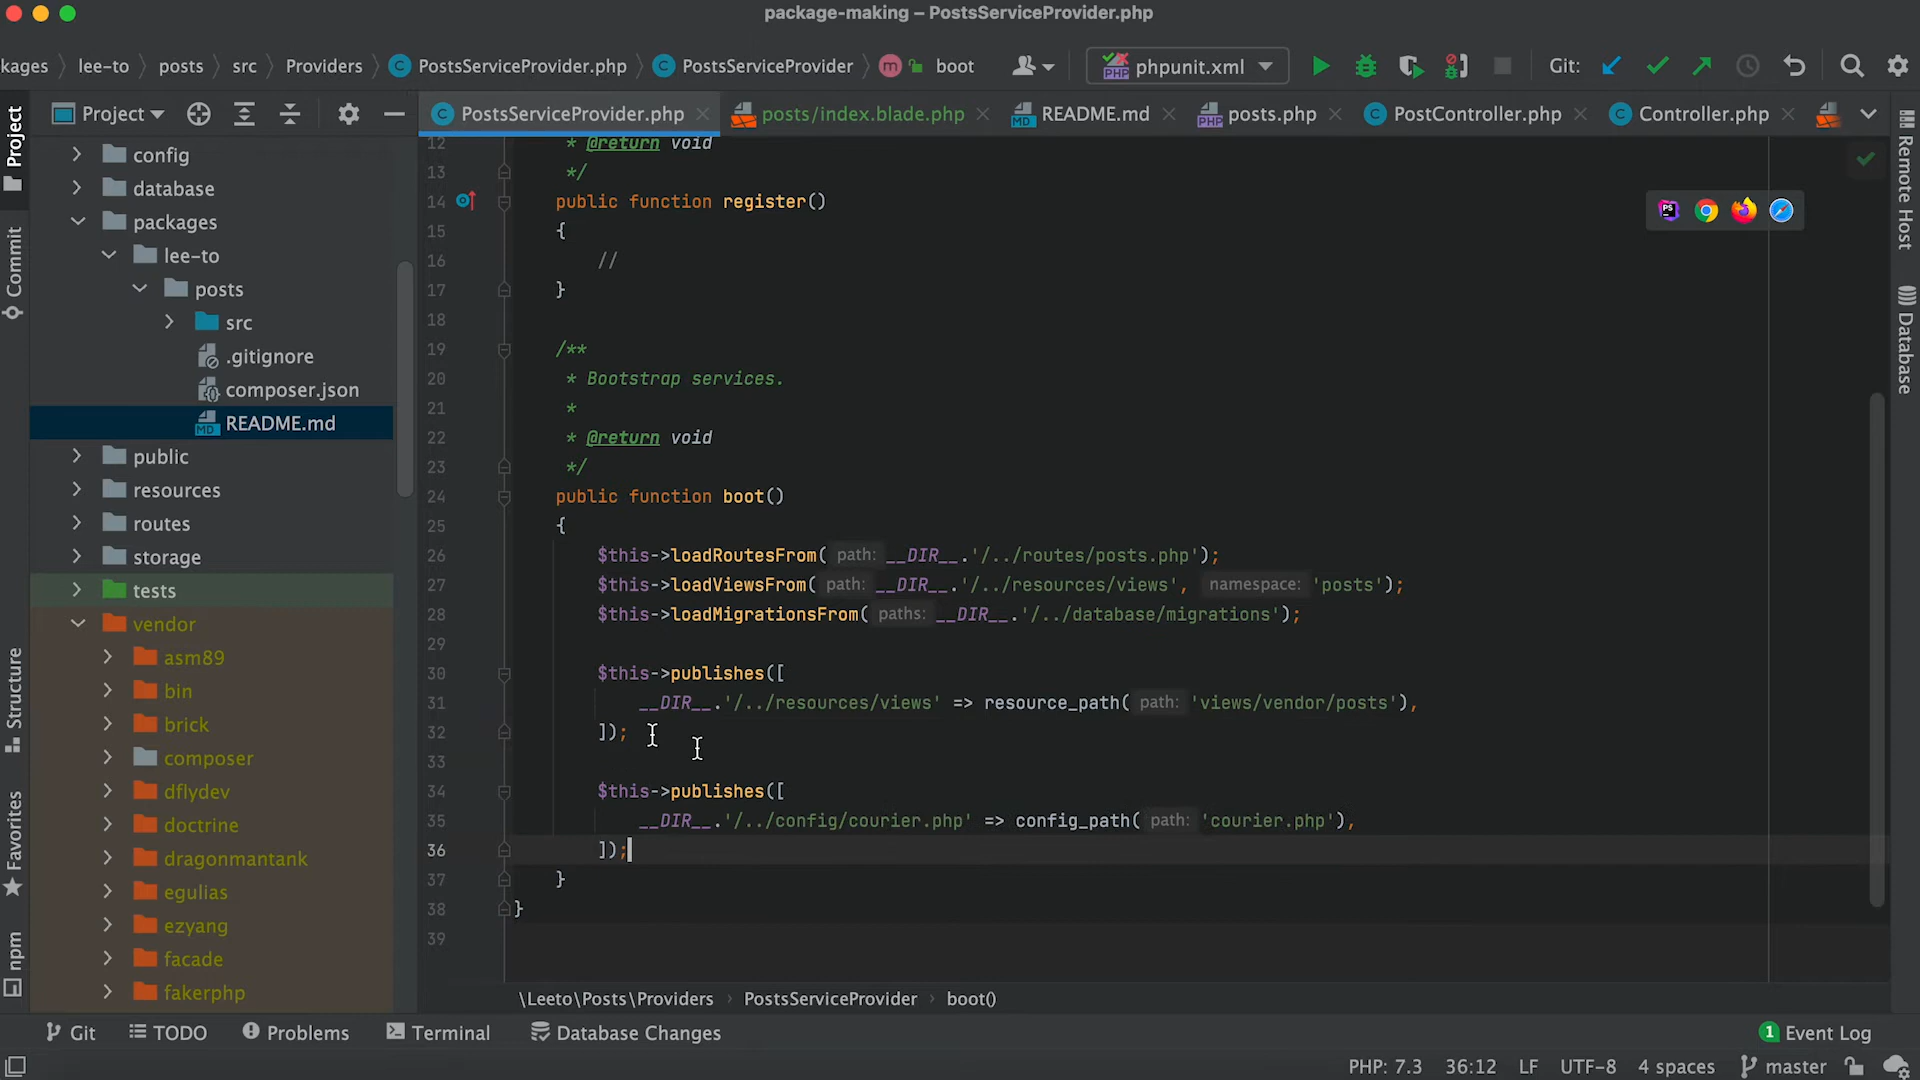 package-making – PostsServiceProvider.php
kages lee-to posts src Providers PostsServiceProvider.php PostsServiceProvider boot phpunit.xml Git:
Project PostsServiceProvider.php posts/index.blade.php README.md posts.php PostController.php Controller.php
Project
Commit
Structure
Favorites
npm
Remote Host
Database
config
database
packages
lee-to
posts
src
.gitignore
composer.json
README.md
public
resources
routes
storage
tests
vendor
asm89
bin
brick
composer
dflydev
doctrine
dragonmantank
egulias
ezyang
facade
fakerphp
12 * @return void
13 */
14 public function register()
15 {
16 //
17 }
18
19 /**
20 * Bootstrap services.
21 *
22 * @return void
23 */
24 public function boot()
25 {
26 $this->loadRoutesFrom( path: __DIR__.'/../routes/posts.php');
27 $this->loadViewsFrom( path: __DIR__.'/../resources/views', namespace: 'posts');
28 $this->loadMigrationsFrom( paths: __DIR__.'/../database/migrations');
29
30 $this->publishes([
31 __DIR__.'/../resources/views' => resource_path( path: 'views/vendor/posts'),
32 ]);
33
34 $this->publishes([
35 __DIR__.'/../config/courier.php' => config_path( path: 'courier.php'),
36 ]);
37 }
38 }
39
\Leeto\Posts\Providers › PostsServiceProvider › boot()
Git TODO Problems Terminal Database Changes 1 Event Log
PHP: 7.3 36:12 LF UTF-8 4 spaces master